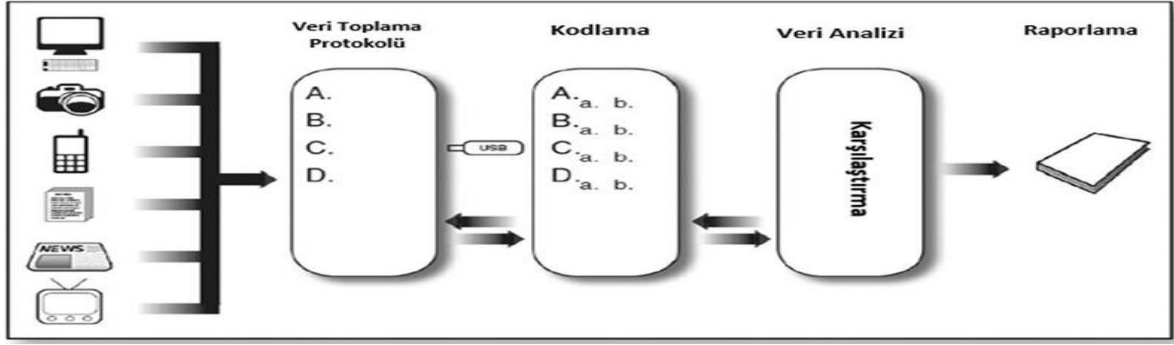 Veri Toplama
Protokolü
Kodlama
Veri Analizi
Raporlama
A.
B.
C.
D.
USB
A.a. b.
B.a. b.
C.a. b.
D.a. b.
Karşılaştırma
NEWS